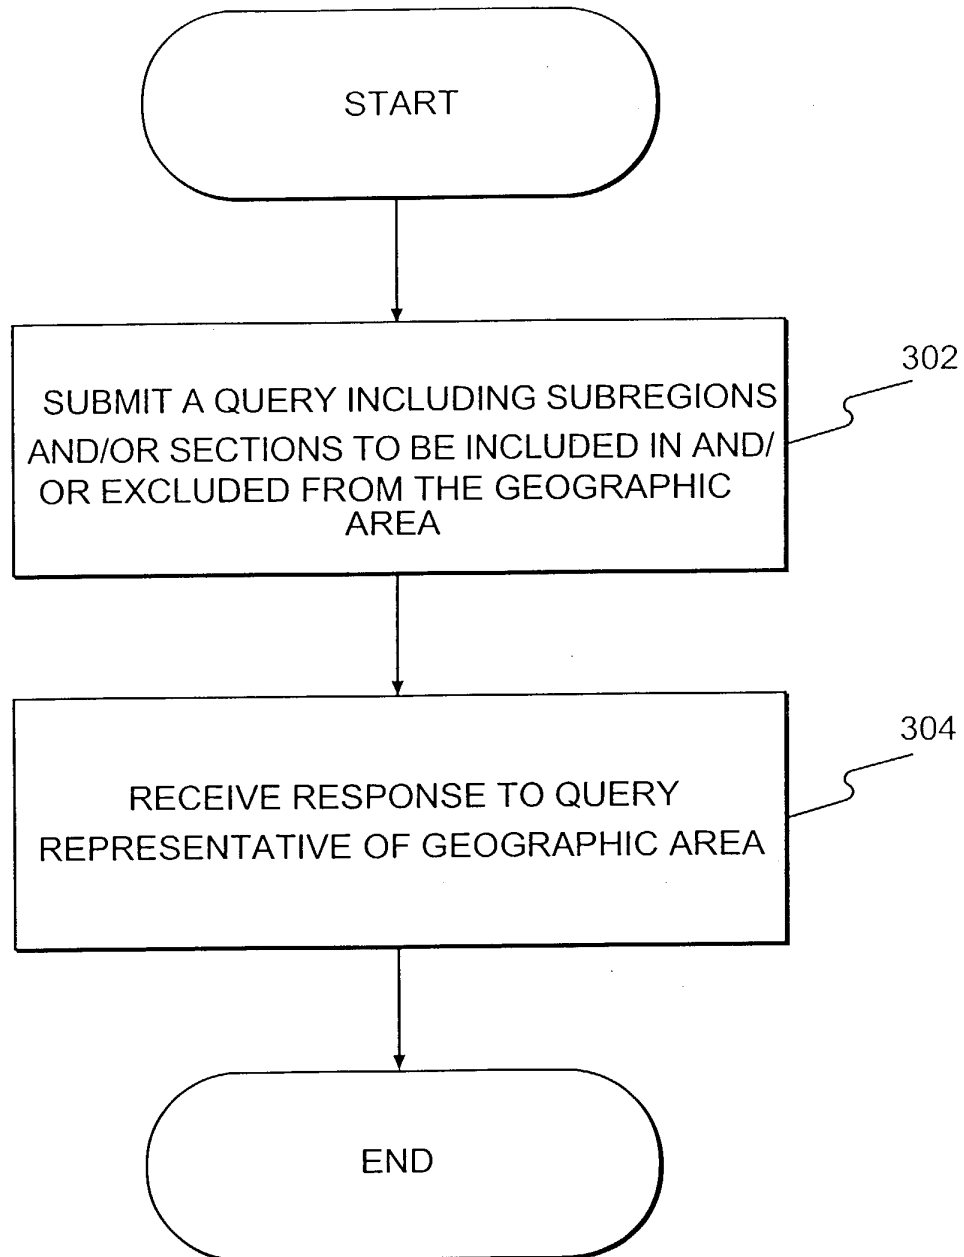 START
302
SUBMIT A QUERY INCLUDING SUBREGIONS
AND/OR SECTIONS TO BE INCLUDED IN AND/
OR EXCLUDED FROM THE GEOGRAPHIC
AREA
304
RECEIVE RESPONSE TO QUERY
REPRESENTATIVE OF GEOGRAPHIC AREA
END